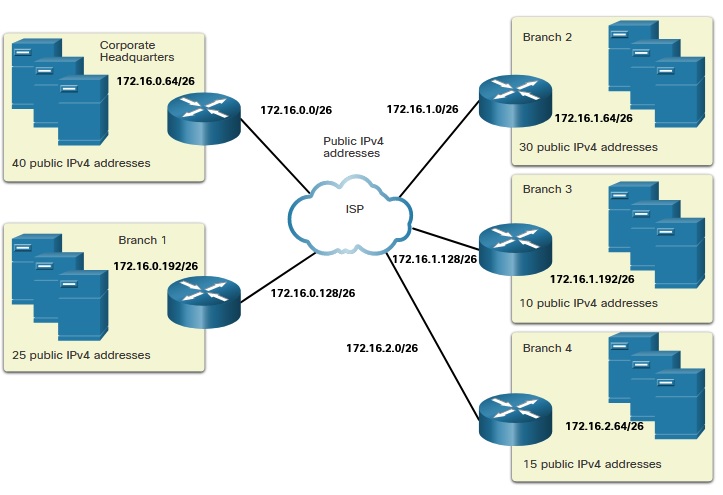 Corporate
Headquarters
172.16.0.64/26
40 public IPv4 addresses
172.16.0.0/26
Branch 1
172.16.0.192/26
25 public IPv4 addresses
172.16.0.128/26
Public IPv4
addresses
ISP
172.16.1.0/26
Branch 2
172.16.1.64/26
30 public IPv4 addresses
172.16.1.128/26
Branch 3
172.16.1.192/26
10 public IPv4 addresses
172.16.2.0/26
Branch 4
172.16.2.64/26
15 public IPv4 addresses